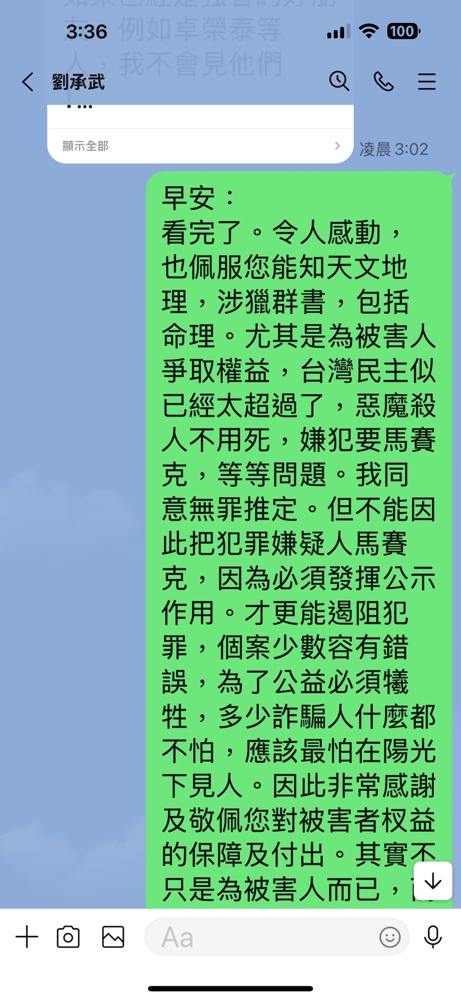 友,例如卓榮泰等
人,我不會見他們
3:36
100
劉承武
顯示全部
凌晨 3:02
早安:
看完了。令人感動,
也佩服您能知天文地
理,涉獵群書,包括
命理。尤其是為被害人
爭取權益,台灣民主似
已經太超過了,惡魔殺
人不用死,嫌犯要馬賽
克,等等問題。我同
意無罪推定。但不能因
此把犯罪嫌疑人馬賽
克,因為必須發揮公示
作用。才更能遏阻犯
罪,個案少數容有錯
誤,為了公益必須犧
牲,多少詐騙人什麼都
不怕,應該最怕在陽光
下見人。因此非常感謝
及敬佩您對被害者杈益
的保障及付出。其實不
只是為被害人而已,
Aa